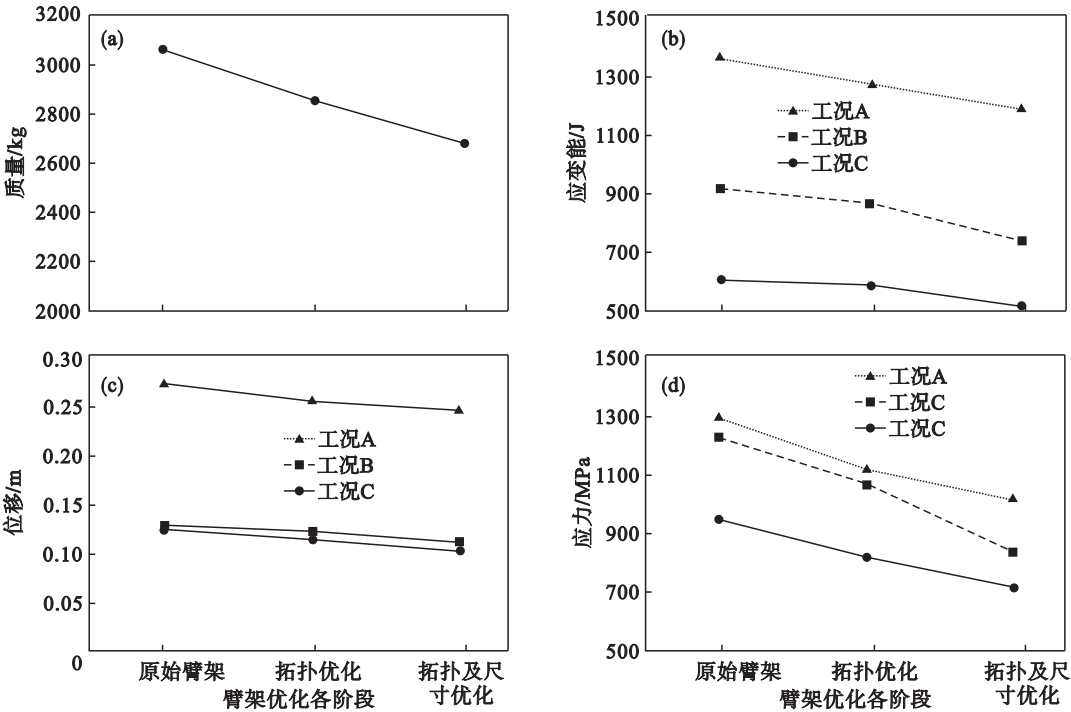 (a)
3200
3000
2800
2600
2400
2200
2000
质量/kg
(b)
1500
1300
1100
900
700
500
应变能/J
工况A
工况B
工况C
(c)
0.30
0.25
0.20
0.15
0.10
0.05
0
位移/m
工况A
工况B
工况C
原始臂架
拓扑优化
拓扑及尺
寸优化
臂架优化各阶段
(d)
1500
1300
1100
900
700
500
应力/MPa
工况A
工况C
工况C
原始臂架
拓扑优化
拓扑及尺
寸优化
臂架优化各阶段